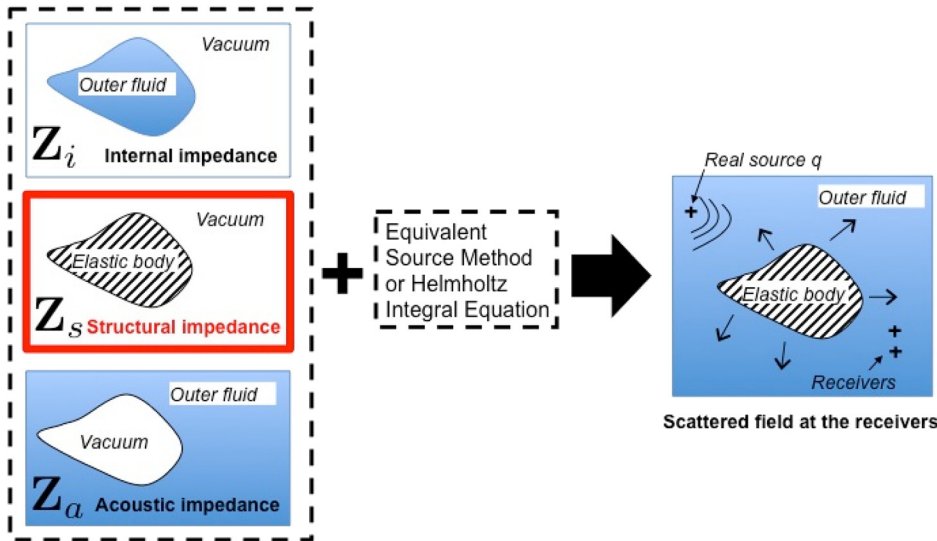 Vacuum
Outer fluid
Z_i Internal impedance
Vacuum
Elastic body
Z_s Structural impedance
Outer fluid
Vacuum
Z_a Acoustic impedance
+
Equivalent
Source Method
or Helmholtz
Integral Equation
Real source q
Outer fluid
+
Elastic body
+
+
Receivers
Scattered field at the receivers